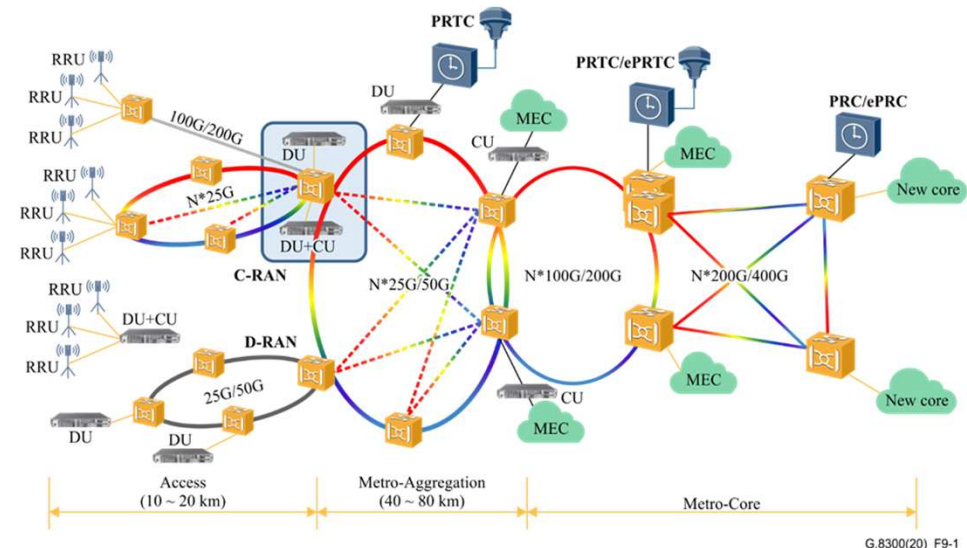 PRTC
RRU
RRU
RRU
100G/200G
DU
PRTC/ePRTC
PRC/ePRC
MEC
CU
MEC
New core
DU
RRU
RRU
RRU
N*25G
DU+CU
C-RAN
N*25G/50G
N*100G/200G
N*200G/400G
RRU
RRU
RRU
DU+CU
D-RAN
25G/50G
DU
DU
CU
MEC
MEC
New core
Access
(10 ~ 20 km)
Metro-Aggregation
(40 ~ 80 km)
Metro-Core
G.8300(20)_F9-1